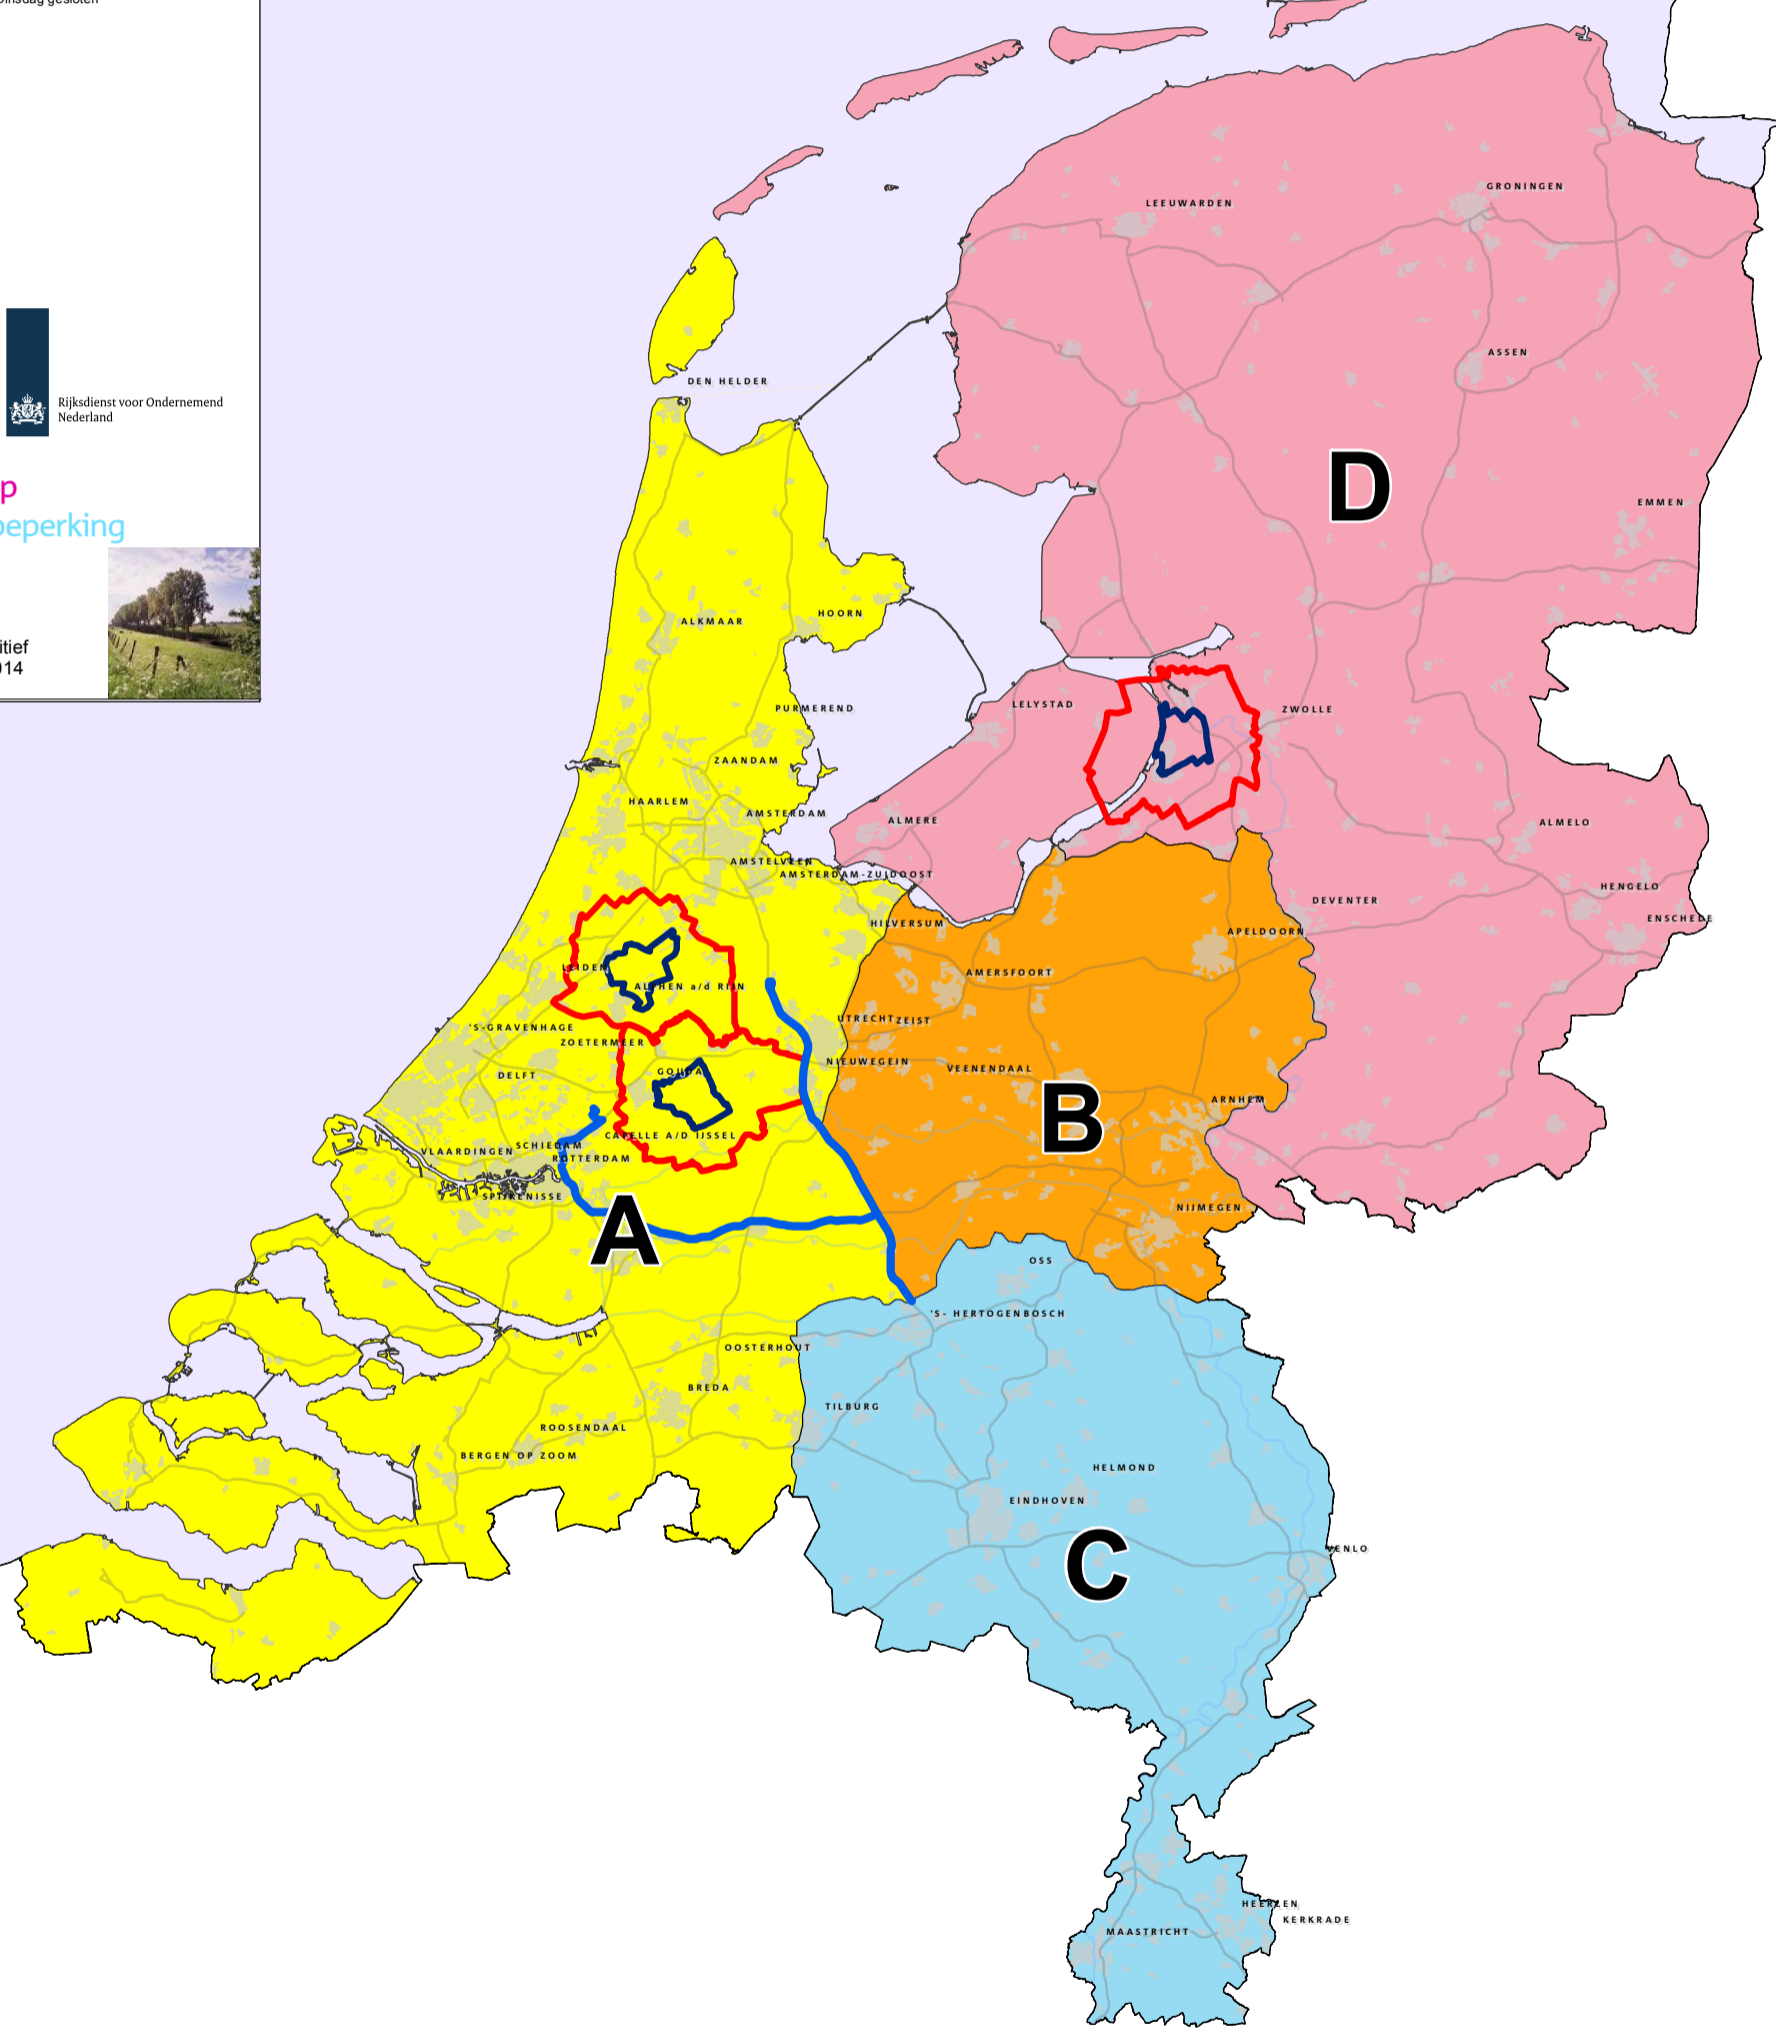 gesloten
Rijksdienst voor Ondernemend
Nederland
p
beperking
itief
014
GRONINGEN
LEEUWARDEN
ASSEN
DEN HELDER
D
EMMEN
HOORN
ALKMAAR
LELYSTAD
PURMEREND
ZWOLLE
ZAANDAM
HAARLEM
AMSTERDAM
ALMERE
ALMELO
AMSTELVEEN
AMSTERDAM-ZUIDOOST
HENGELO
DEVENTER
ENSCHEDE
HILVERSUM
APELDOORN
LEIDEN
AMERSFOORT
ALPHEN a/d RIJN
'S-GRAVENHAGE
UTRECHT
ZEIST
ZOETERMEER
NIEUWEGEIN
VEENENDAAL
GOUDA
DELFT
ARNHEM
B
CAPELLE A/D IJSSEL
SCHIEDAM
VLAARDINGEN
ROTTERDAM
SPIJKENISSE
NIJMEGEN
A
OSS
'S- HERTOGENBOSCH
OOSTERHOUT
BREDA
TILBURG
ROOSENDAAL
BERGEN OP ZOOM
HELMOND
EINDHOVEN
VENLO
C
HEERLEN
KERKRADE
MAASTRICHT